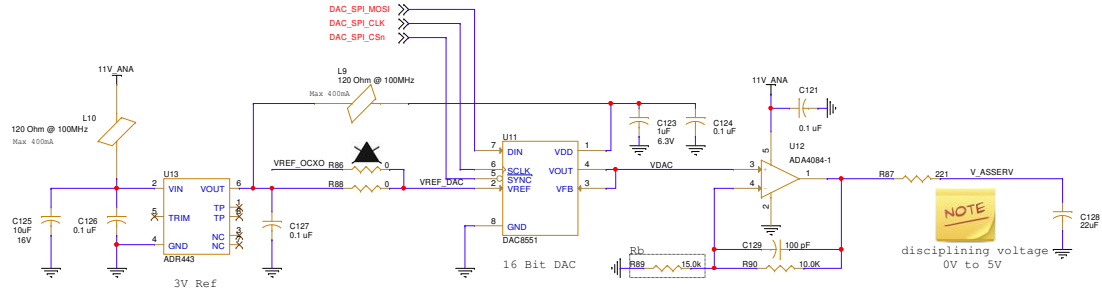 DAC_SPI_MOSI
DAC_SPI_CLK
DAC_SPI_CSn
11V_ANA
L10
120 Ohm @ 100MHz
Max 400mA
L9
120 Ohm @ 100MHz
Max 400mA
C125
10uF
16V
C126
0.1 uF
U13
2 VIN VOUT 6
5 TRIM TP 1
TP 8
4 GND NC 3
NC
ADR443
3V Ref
C127
0.1 uF
VREF_OCXO R86 0
R88 0
VREF_DAC
U11
7 DIN VDD 1
6 SCLK VOUT 4
5 SYNC
2 VREF VFB 3
8 GND
DAC8551
16 Bit DAC
C123
1uF
6.3V
C124
0.1 uF
VDAC
11V_ANA
C121
0.1 uF
U12
ADA4084-1
5
3
+
4
-
1
2
C129 100 pF
Rb
R89 15.0k
R90 10.0K
R87 221
V_ASSERV
NOTE
disciplining voltage
0V to 5V
C128
22uF